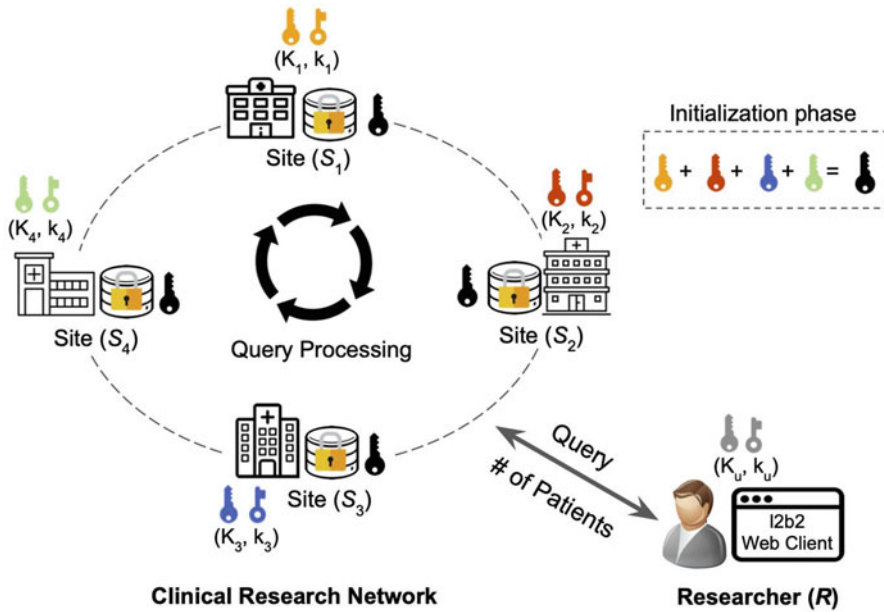 (K₁, k₁)
Site (S₁)
Initialization phase
+ + + =
(K₄, k₄)
(K₂, k₂)
Site (S₄)
Query Processing
Site (S₂)
Site (S₃)
(K₃, k₃)
Query
# of Patients
(Kᵤ, kᵤ)
I2b2
Web Client
Clinical Research Network
Researcher (R)